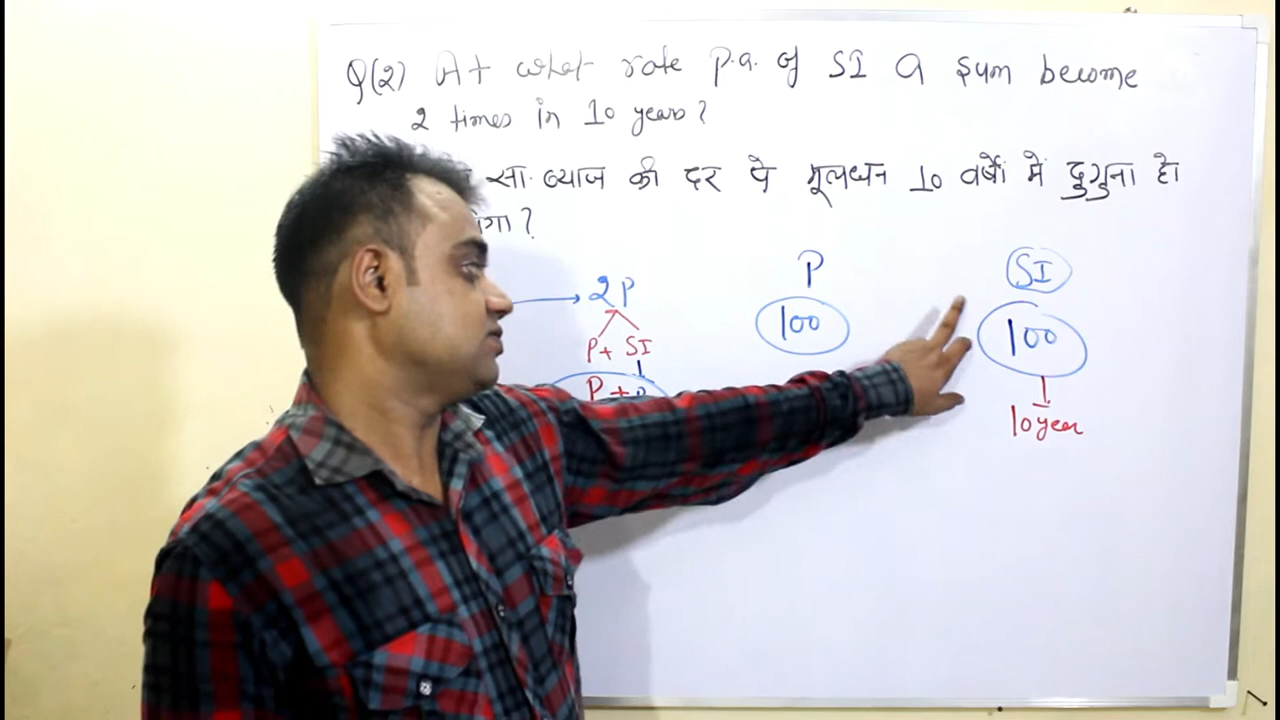 Q(2) At what rate p.a. of SI a sum become
2 times in 10 years?
सा. ब्याज की दर पे मूलधन 10 वर्षों में दुगुना हो
?
2P
P + SI
P +
P
100
SI
100
10 year